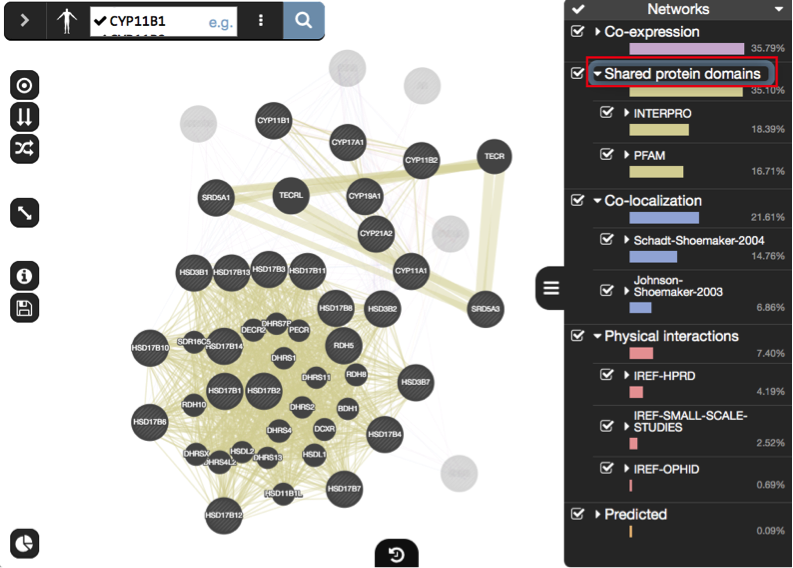 CYP11B1
e.g.
Networks
Co-expression
35.79%
Shared protein domains
35.10%
INTERPRO
18.39%
PFAM
16.71%
Co-localization
21.61%
Schadt-Shoemaker-2004
14.76%
Johnson-
Shoemaker-2003
6.86%
Physical interactions
7.40%
IREF-HPRD
4.19%
IREF-SMALL-SCALE-
STUDIES
2.52%
IREF-OPHID
0.69%
Predicted
0.09%
CYP11B1
CYP17A1
CYP11B2
TECR
SRD5A1
TECRL
CYP19A1
CYP21A2
CYP11A1
SRD5A3
HSD3B1
HSD17B13
HSD17B3
HSD17B11
HSD17B8
HSD3B2
DHRS7B
DECR2
PECR
SDR16C5
HSD17B14
HSD17B10
RDH5
DHRS1
DHRS11
RDH8
HSD3B7
HSD17B1
HSD17B2
RDH10
DHRS2
BDH1
HSD17B6
DHRS4
DCXR
HSD17B4
DHRSX
DHRS4L2
HSDL2
DHRS13
HSDL1
HSD11B1L
HSD17B7
HSD17B12